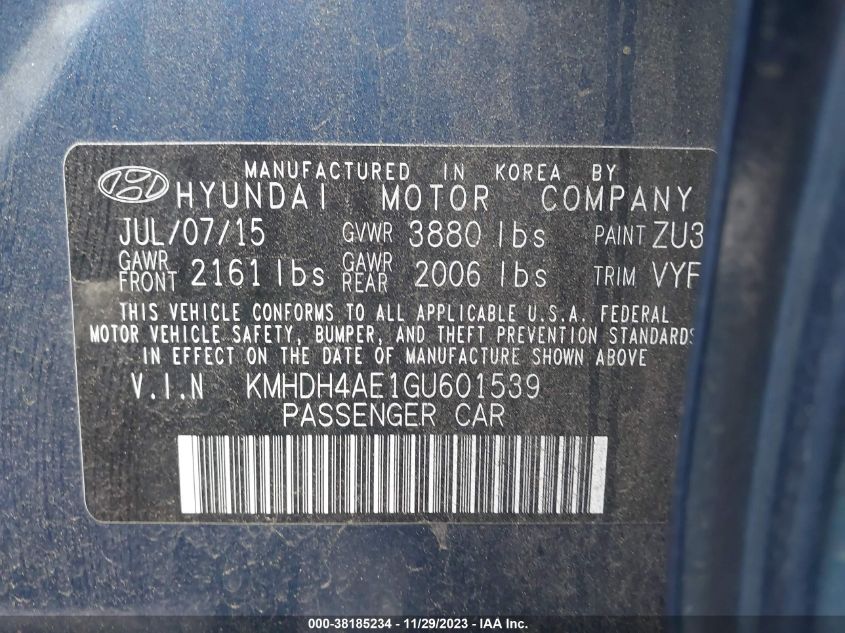 MANUFACTURED IN KOREA BY
HYUNDAI MOTOR COMPANY
JUL/07/15 GVWR 3880 lbs PAINT ZU3
GAWR FRONT 2161 lbs GAWR REAR 2006 lbs TRIM VYF
THIS VEHICLE CONFORMS TO ALL APPLICABLE U.S.A. FEDERAL
MOTOR VEHICLE SAFETY, BUMPER, AND THEFT PREVENTION STANDARDS
IN EFFECT ON THE DATE OF MANUFACTURE SHOWN ABOVE
V.I.N KMHDH4AE1GU601539
PASSENGER CAR
000-38185234 - 11/29/2023 - IAA Inc.